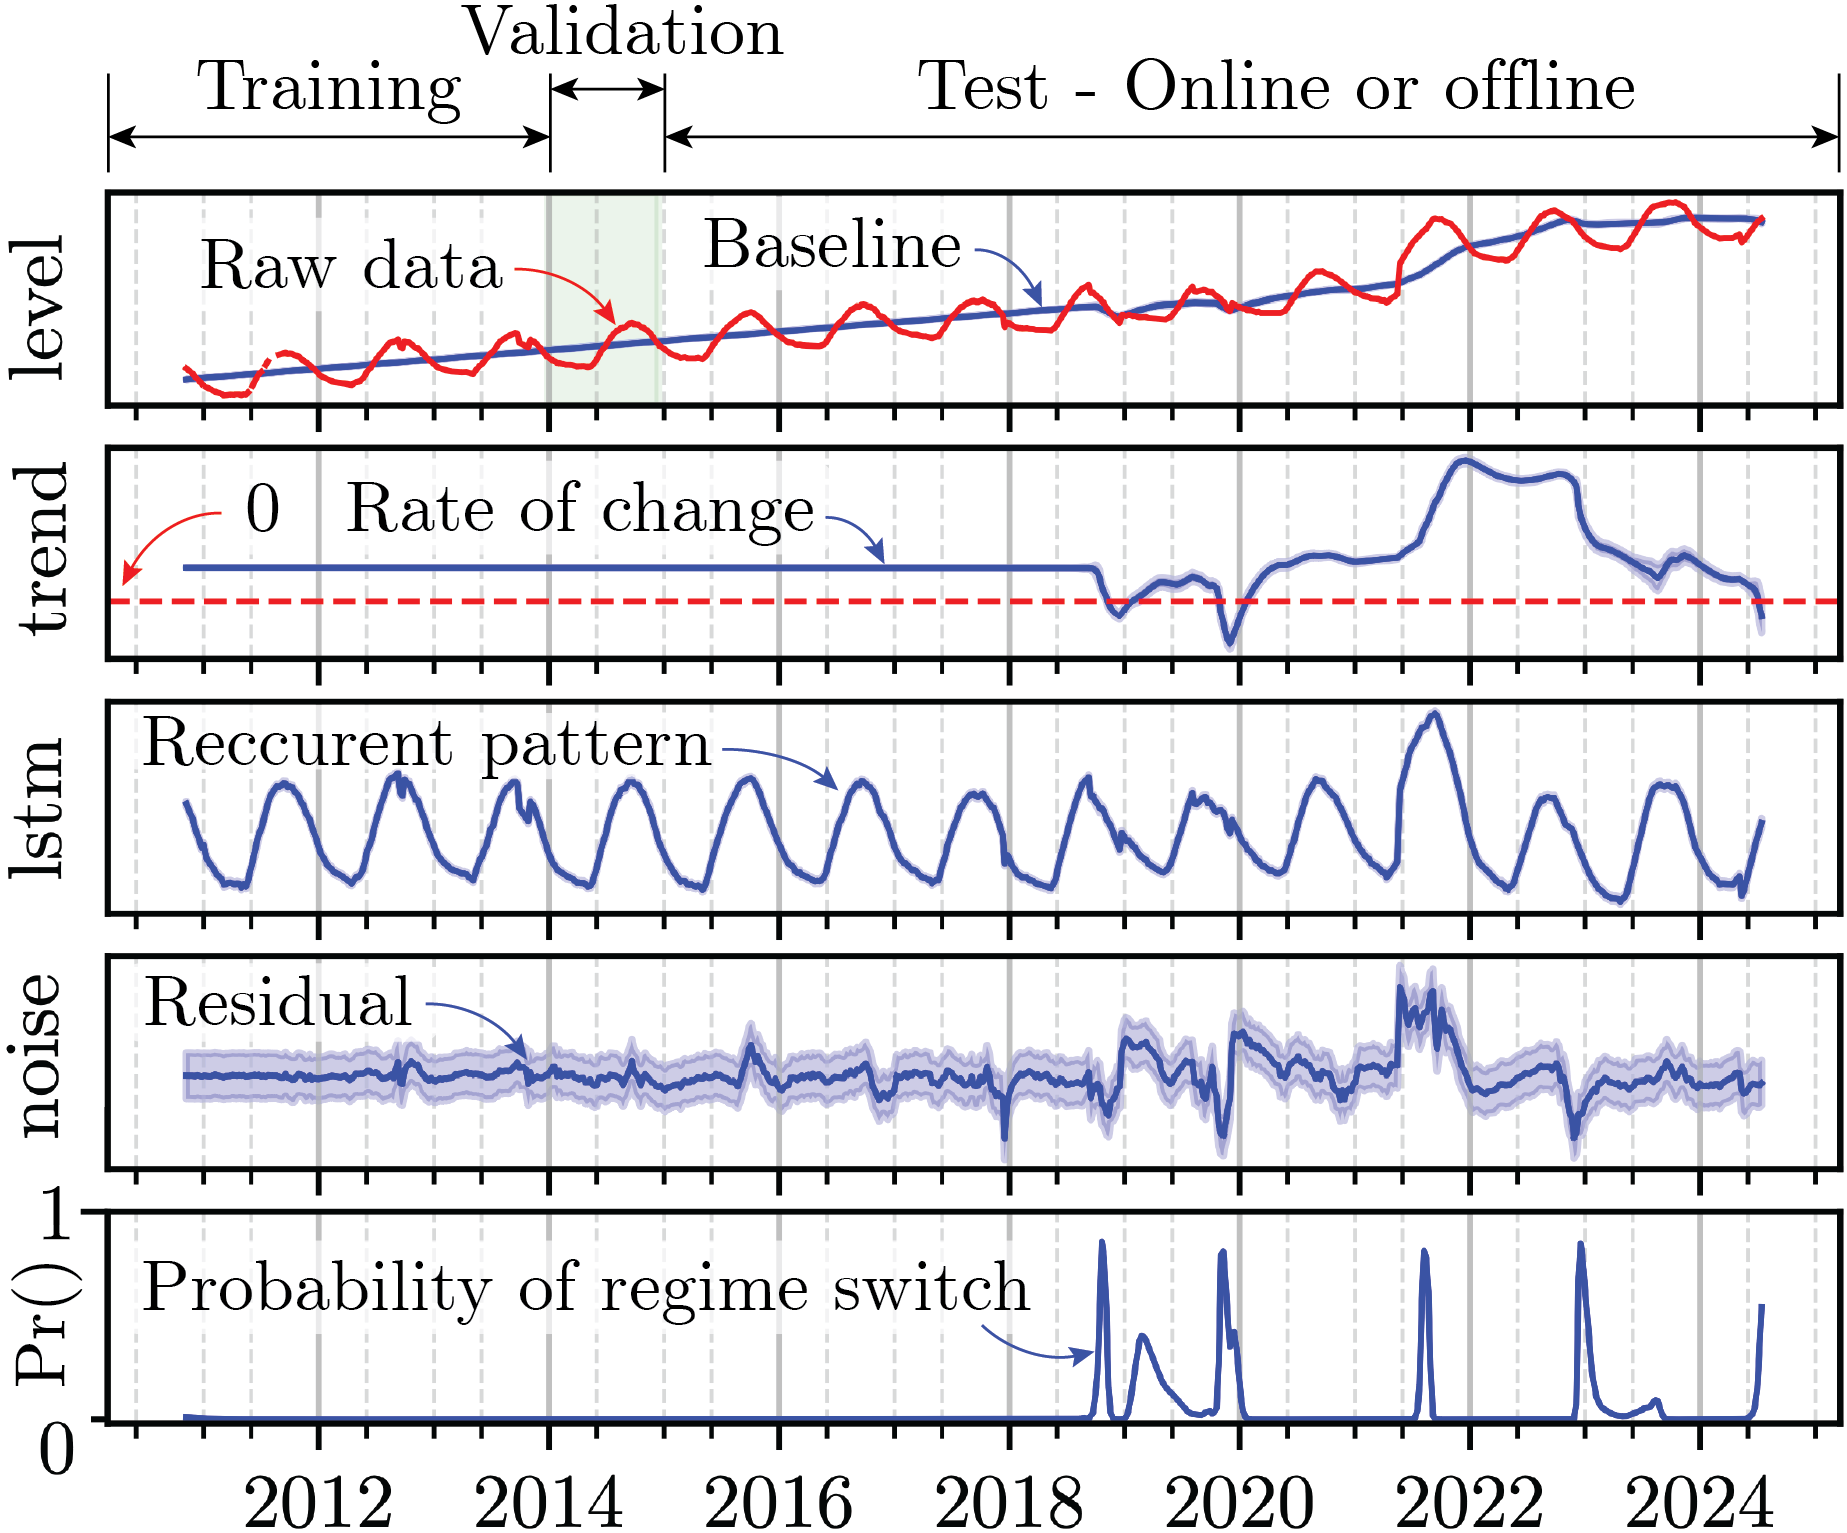 Validation
Training
Test - Online or offline
level
Raw data
Baseline
trend
0
Rate of change
lstm
Reccurent pattern
noise
Residual
Pr()
1
0
Probability of regime switch
2012 2014 2016 2018 2020 2022 2024